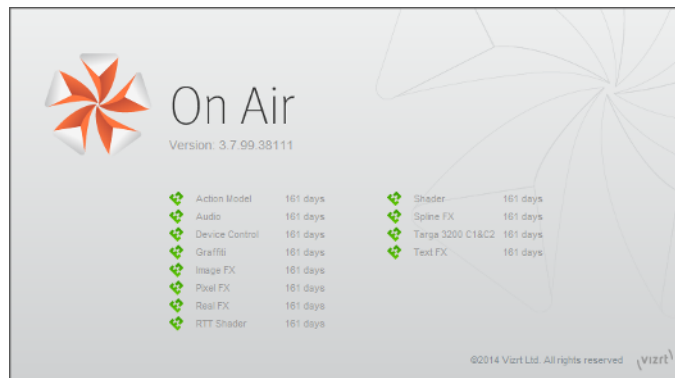 On Air
Version: 3.7.99.38111
Action Model 161 days
Audio 161 days
Device Control 161 days
Graffiti 161 days
Image FX 161 days
Pixel FX 161 days
Real FX 161 days
RTT Shader 161 days
Shader 161 days
Spline FX 161 days
Targa 3200 C1&C2 161 days
Text FX 161 days
©2014 Vizrt Ltd. All rights reserved
(vizrt)